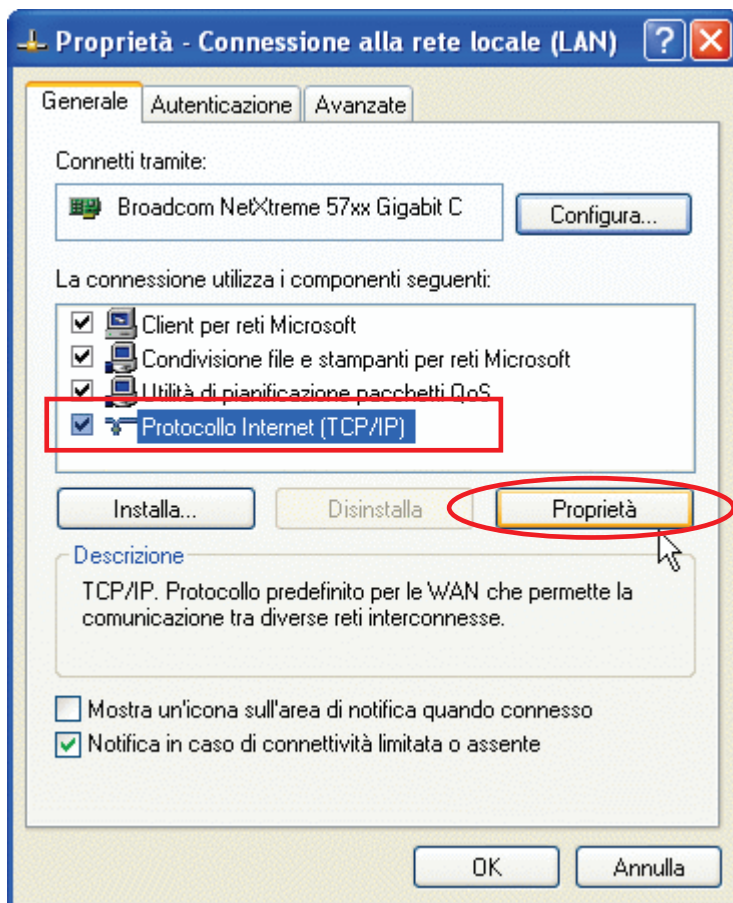 Proprietà - Connessione alla rete locale (LAN)
Generale Autenticazione Avanzate
Connetti tramite:
Broadcom NetXtreme 57xx Gigabit C
Configura...
La connessione utilizza i componenti seguenti:
Client per reti Microsoft
Condivisione file e stampanti per reti Microsoft
Utilità di pianificazione pacchetti QoS
Protocollo Internet (TCP/IP)
Installa... Disinstalla Proprietà
Descrizione
TCP/IP. Protocollo predefinito per le WAN che permette la
comunicazione tra diverse reti interconnesse.
Mostra un'icona sull'area di notifica quando connesso
Notifica in caso di connettività limitata o assente
OK Annulla